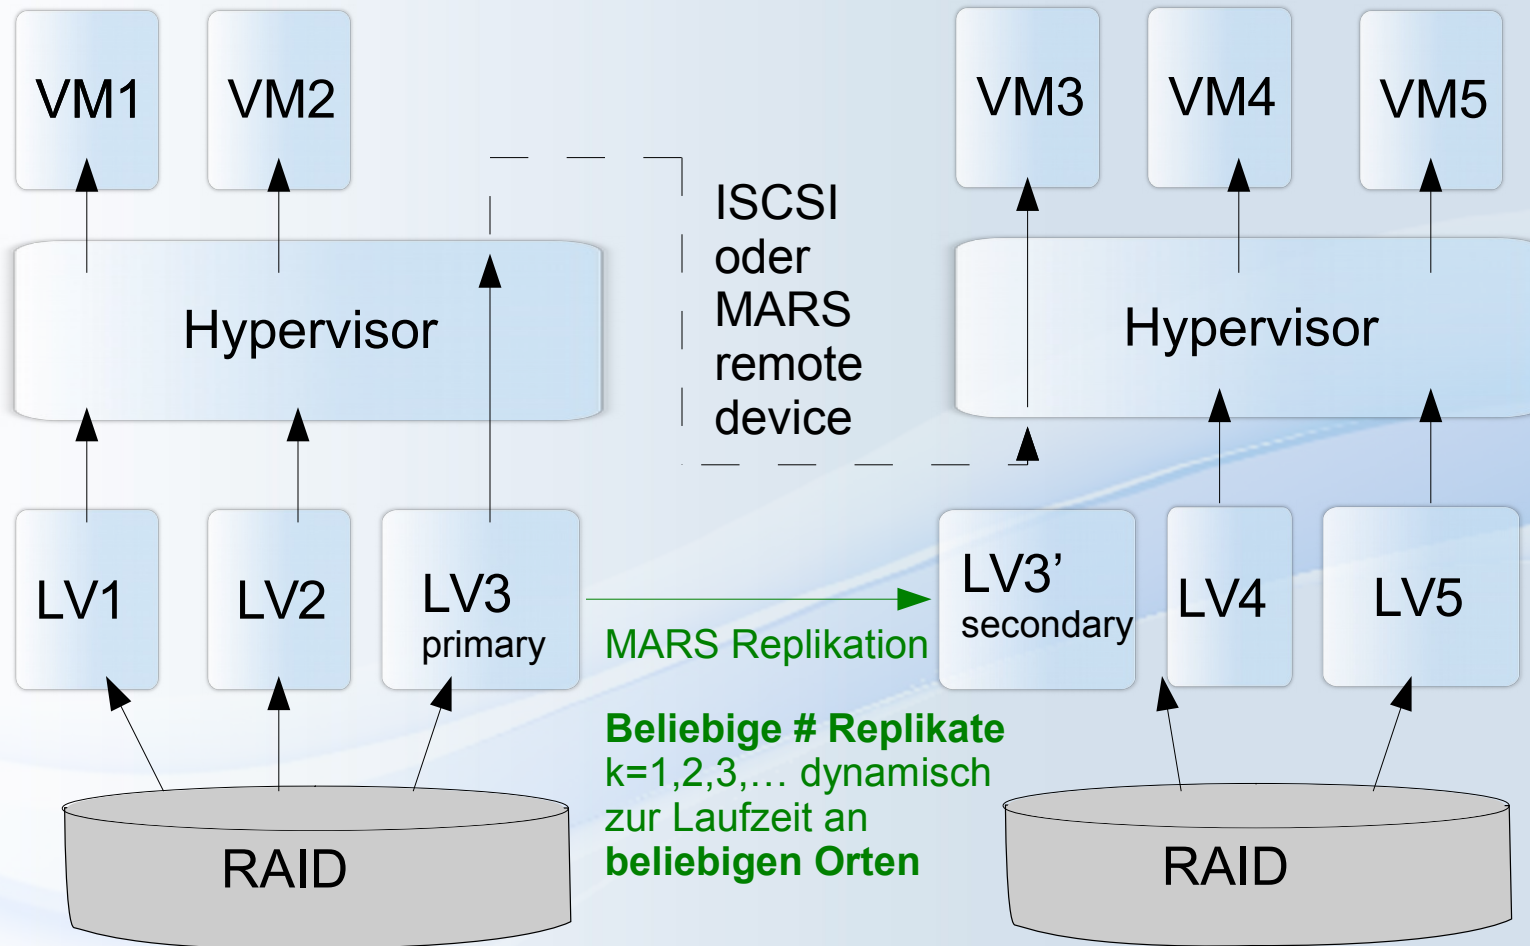 VM1
VM2
VM3
VM4
VM5
ISCSI
oder
MARS
remote
device
Hypervisor
Hypervisor
LV1
LV2
LV3
primary
LV3’
secondary
LV4
LV5
MARS Replikation
Beliebige # Replikate
k=1,2,3,… dynamisch
zur Laufzeit an
beliebigen Orten
RAID
RAID